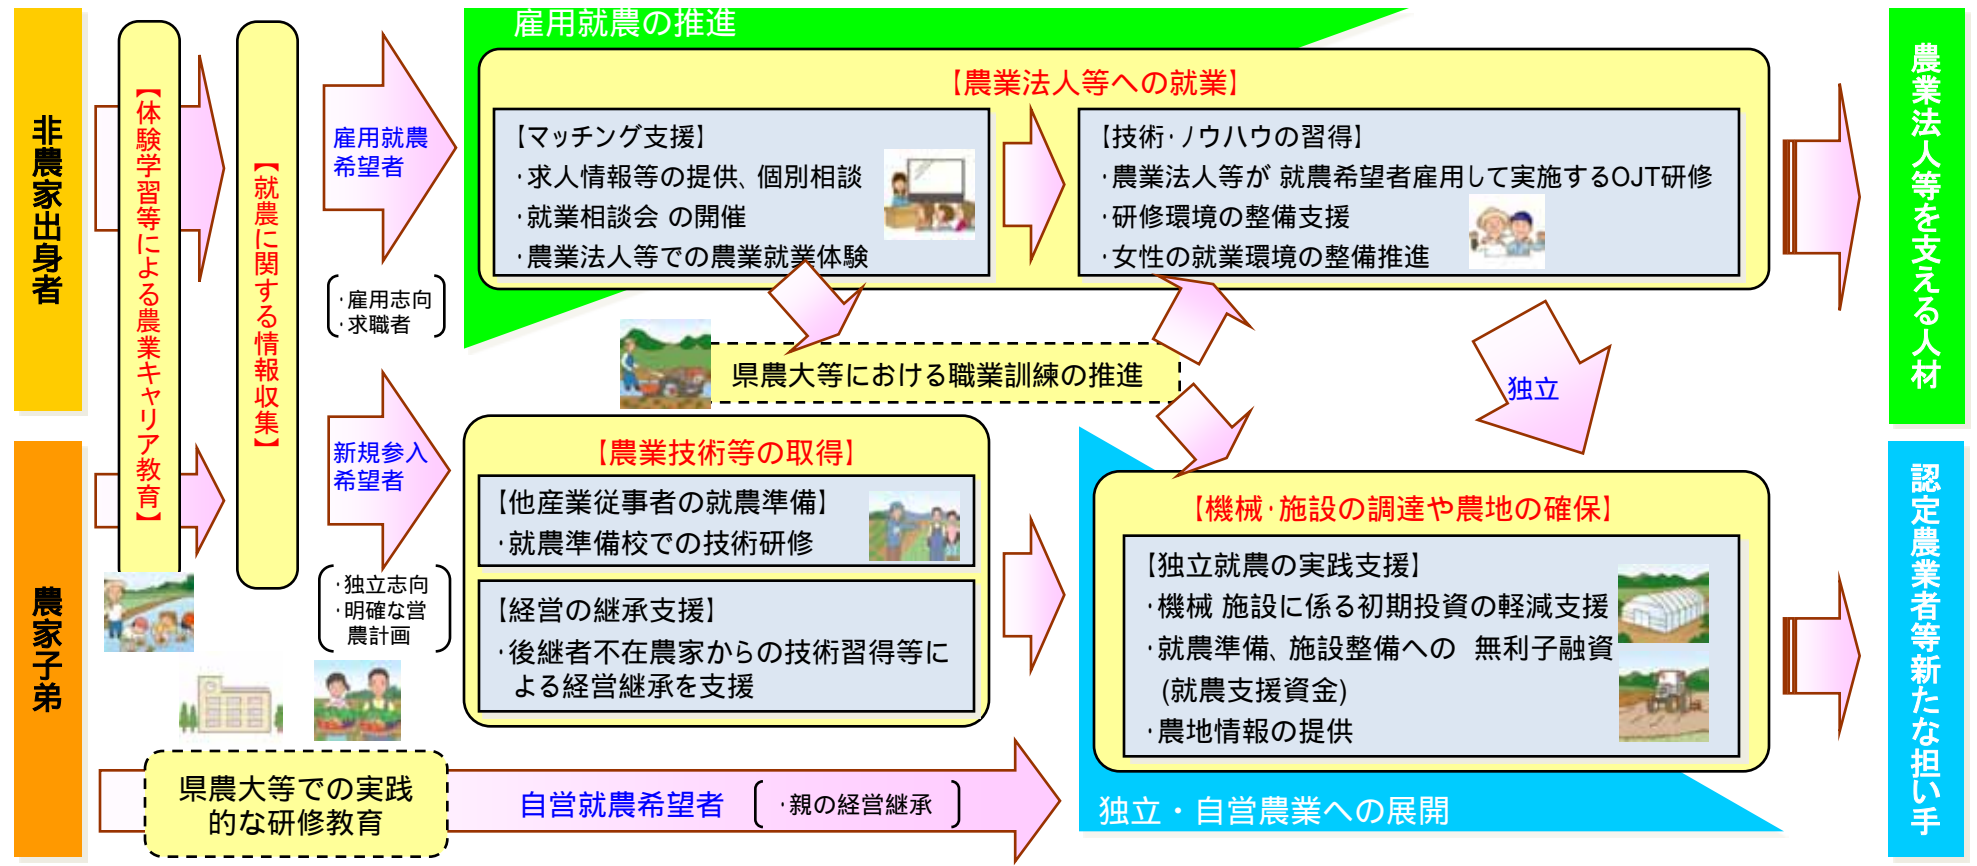 非農家出身者
農家子弟
【体験学習等による農業キャリア教育】
【就農に関する情報収集】
雇用就農
希望者
・雇用志向
・求職者
新規参入
希望者
・独立志向
・明確な営
農計画
雇用就農の推進
【農業法人等への就業】
【マッチング支援】
・求人情報等の提供、個別相談
・就業相談会 の開催
・農業法人等での農業就業体験
【技術・ノウハウの習得】
・農業法人等が 就農希望者雇用して実施するOJT研修
・研修環境の整備支援
・女性の就業環境の整備推進
県農大等における職業訓練の推進
独立
【農業技術等の取得】
【他産業従事者の就農準備】
・就農準備校での技術研修
【経営の継承支援】
・後継者不在農家からの技術習得等に
よる経営継承を支援
【機械・施設の調達や農地の確保】
【独立就農の実践支援】
・機械 施設に係る初期投資の軽減支援
・就農準備、施設整備への 無利子融資
(就農支援資金)
・農地情報の提供
県農大等での実践
的な研修教育
自営就農希望者
・親の経営継承
独立・自営農業への展開
農業法人等を支える人材
認定農業者等新たな担い手